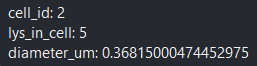 cell_id: 2
lys_in_cell: 5
diameter_um: 0.36815000474452975